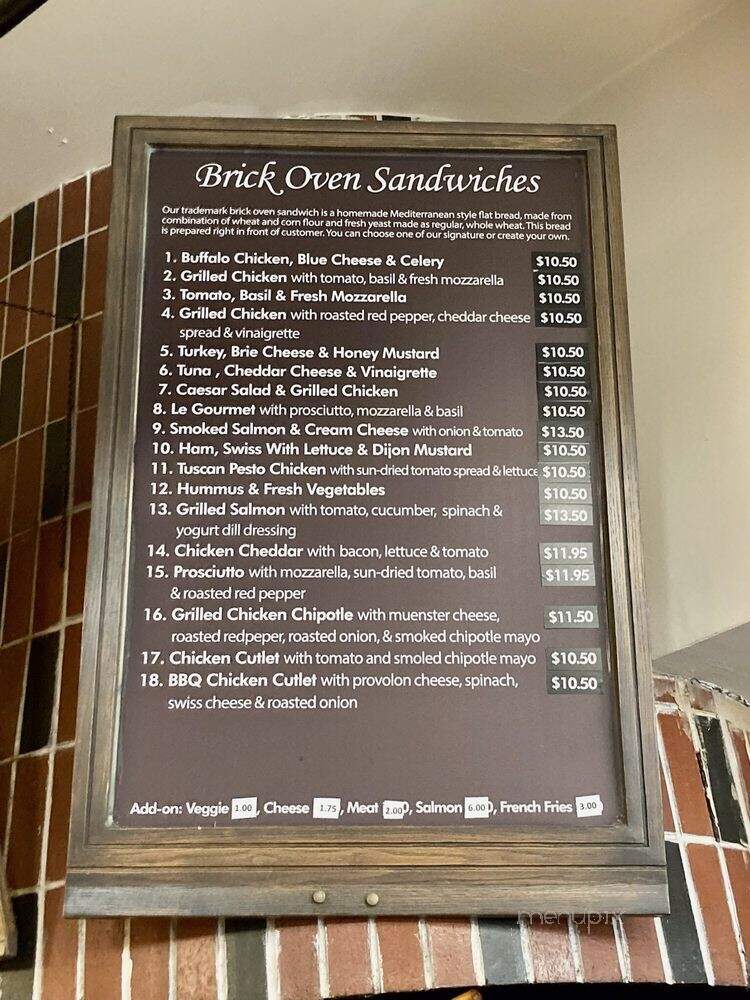 Brick Oven Sandwiches
Our trademark brick oven sandwich is a homemade Mediterranean style flat bread, made from
combination of wheat and corn flour and fresh yeast made as regular, whole wheat. This bread
is prepared right in front of customer. You can choose one of our signature or create your own.
1. Buffalo Chicken, Blue Cheese & Celery $10.50
2. Grilled Chicken with tomato, basil & fresh mozzarella $10.50
3. Tomato, Basil & Fresh Mozzarella $10.50
4. Grilled Chicken with roasted red pepper, cheddar cheese $10.50
spread & vinaigrette
5. Turkey, Brie Cheese & Honey Mustard $10.50
6. Tuna , Cheddar Cheese & Vinaigrette $10.50
7. Caesar Salad & Grilled Chicken $10.50
8. Le Gourmet with prosciutto, mozzarella & basil $10.50
9. Smoked Salmon & Cream Cheese with onion & tomato $13.50
10. Ham, Swiss With Lettuce & Dijon Mustard $10.50
11. Tuscan Pesto Chicken with sun-dried tomato spread & lettuce $10.50
12. Hummus & Fresh Vegetables $10.50
13. Grilled Salmon with tomato, cucumber, spinach & $13.50
yogurt dill dressing
14. Chicken Cheddar with bacon, lettuce & tomato $11.95
15. Prosciutto with mozzarella, sun-dried tomato, basil $11.95
& roasted red pepper
16. Grilled Chicken Chipotle with muenster cheese, $11.50
roasted redpeper, roasted onion, & smoked chipotle mayo
17. Chicken Cutlet with tomato and smoled chipotle mayo $10.50
18. BBQ Chicken Cutlet with provolon cheese, spinach, $10.50
swiss cheese & roasted onion
Add-on: Veggie 1.00, Cheese 1.75, Meat 2.00, Salmon 6.00, French Fries 3.00
menupix